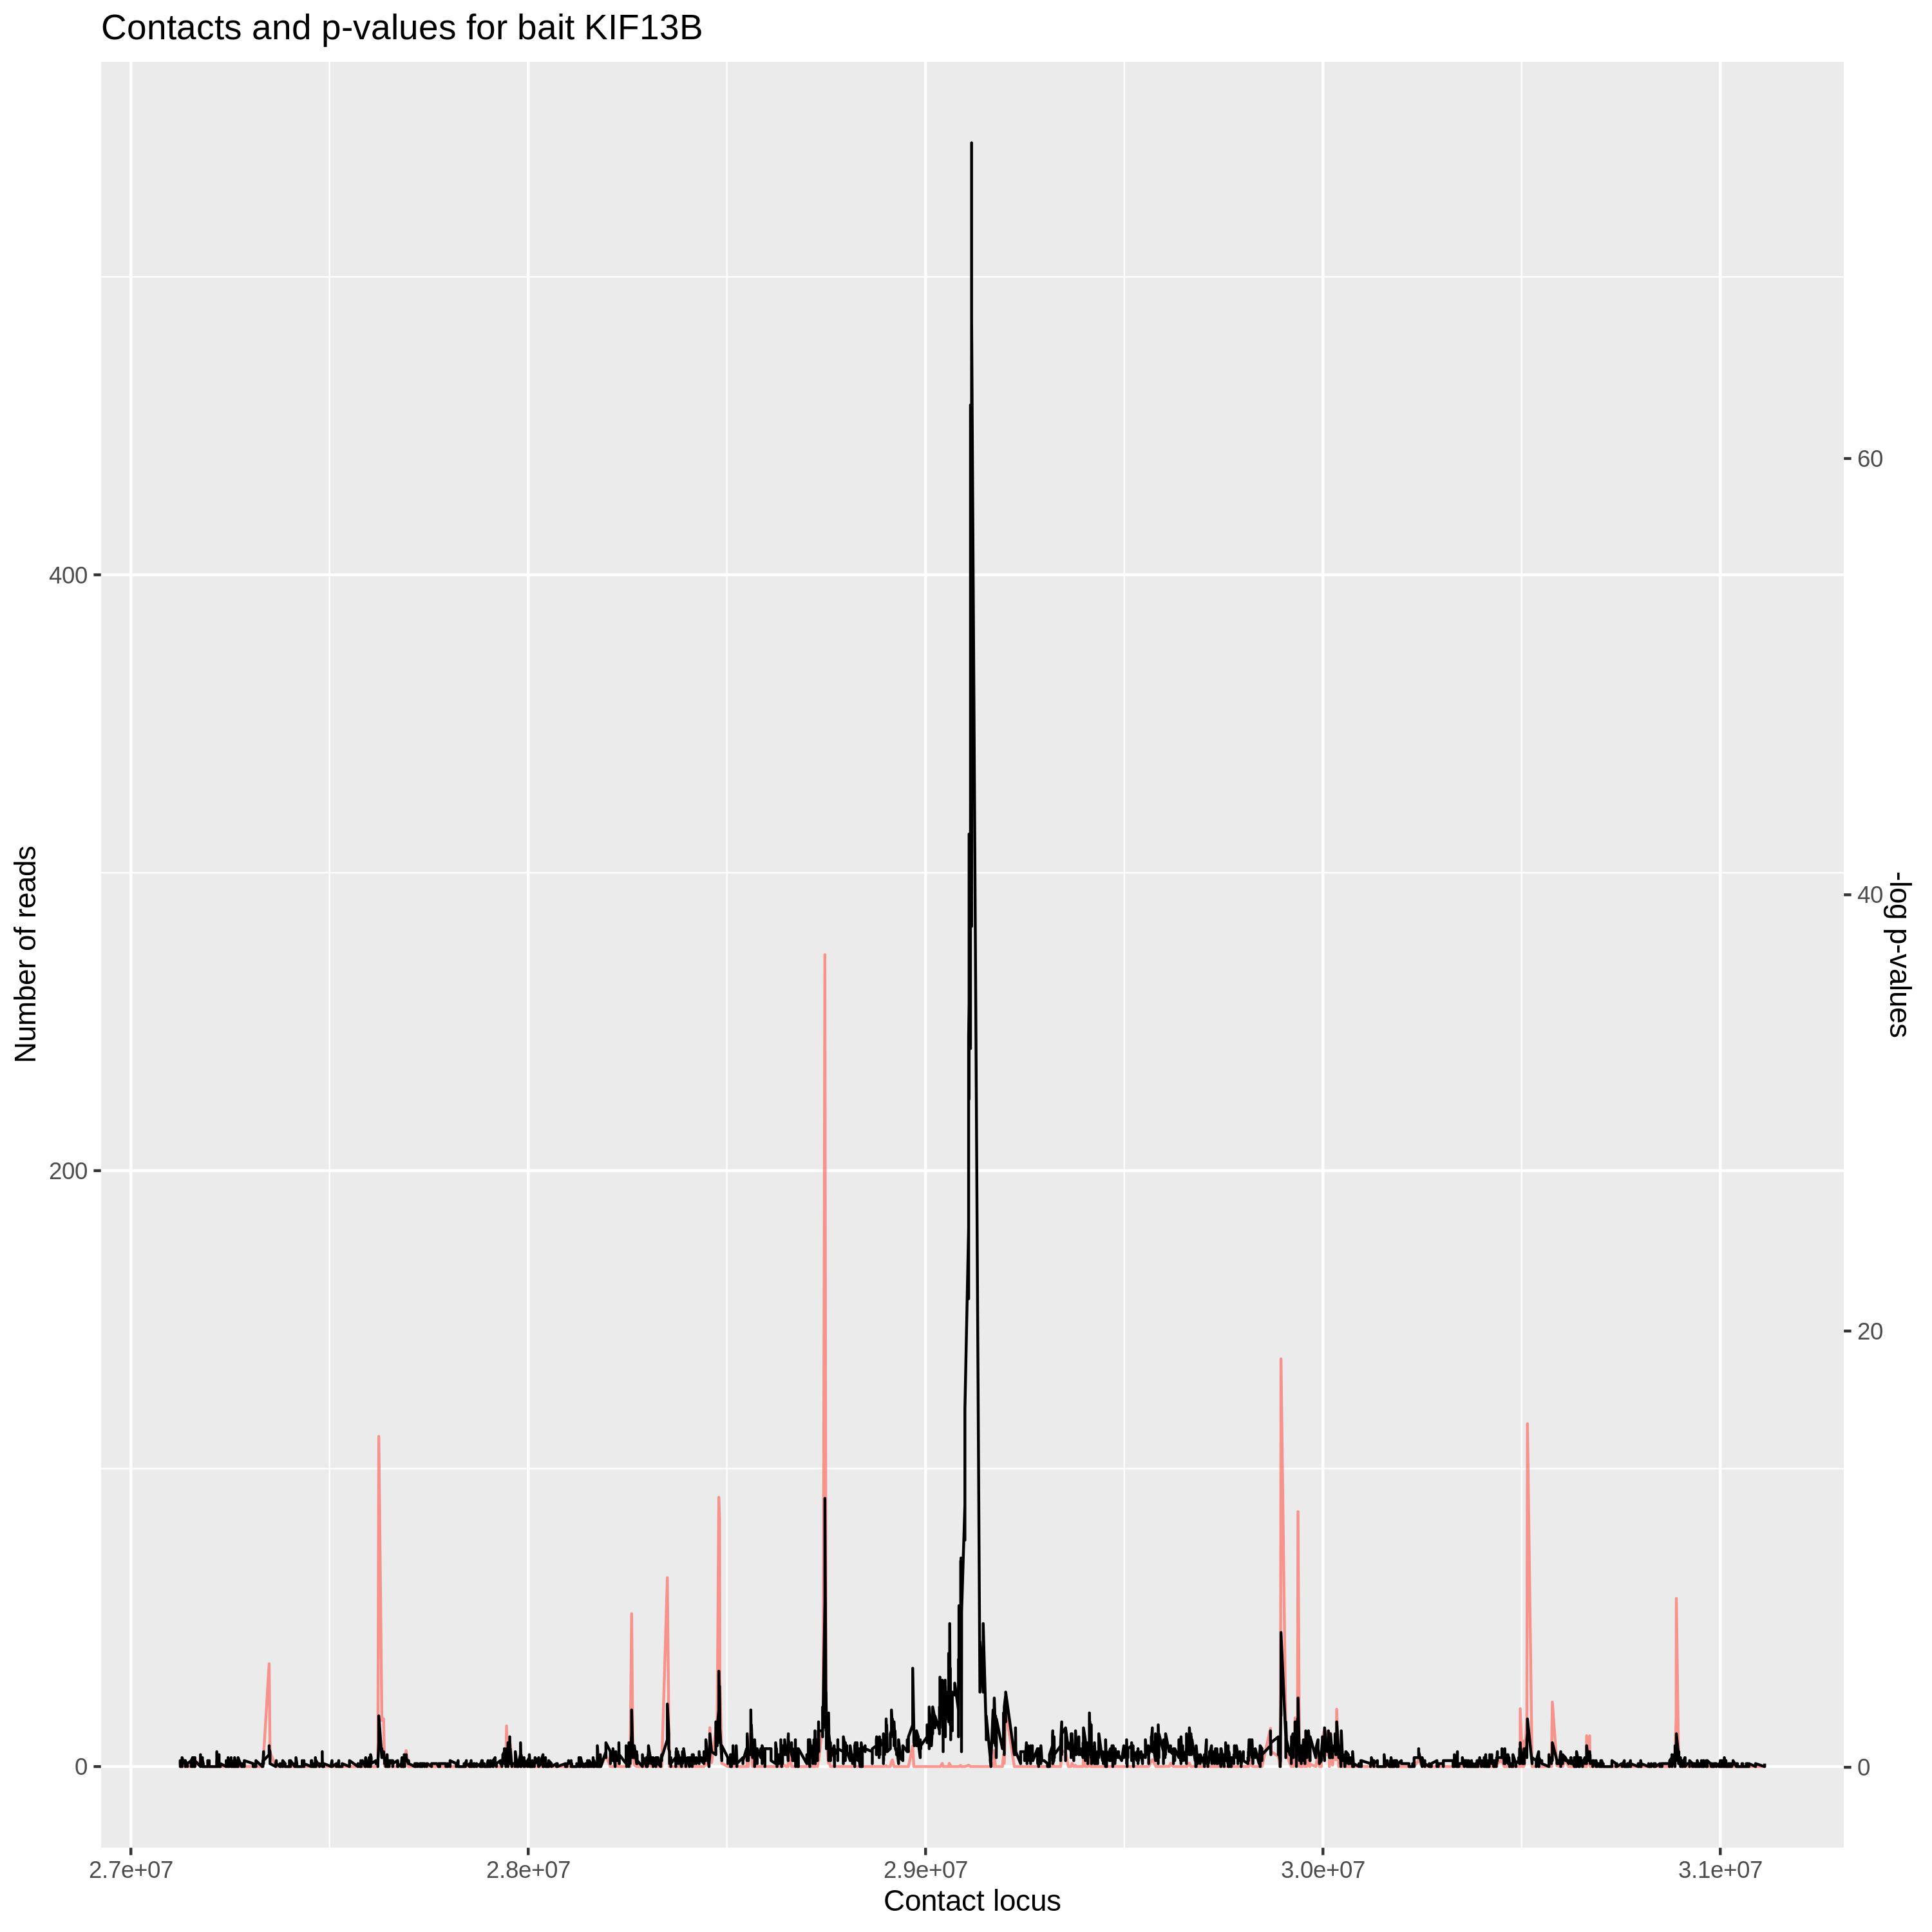 Contacts and p-values for bait KIF13B
Number of reads
400
200
0
60
40
20
0
-log p-values
2.7e+07
2.8e+07
2.9e+07
3.0e+07
3.1e+07
Contact locus